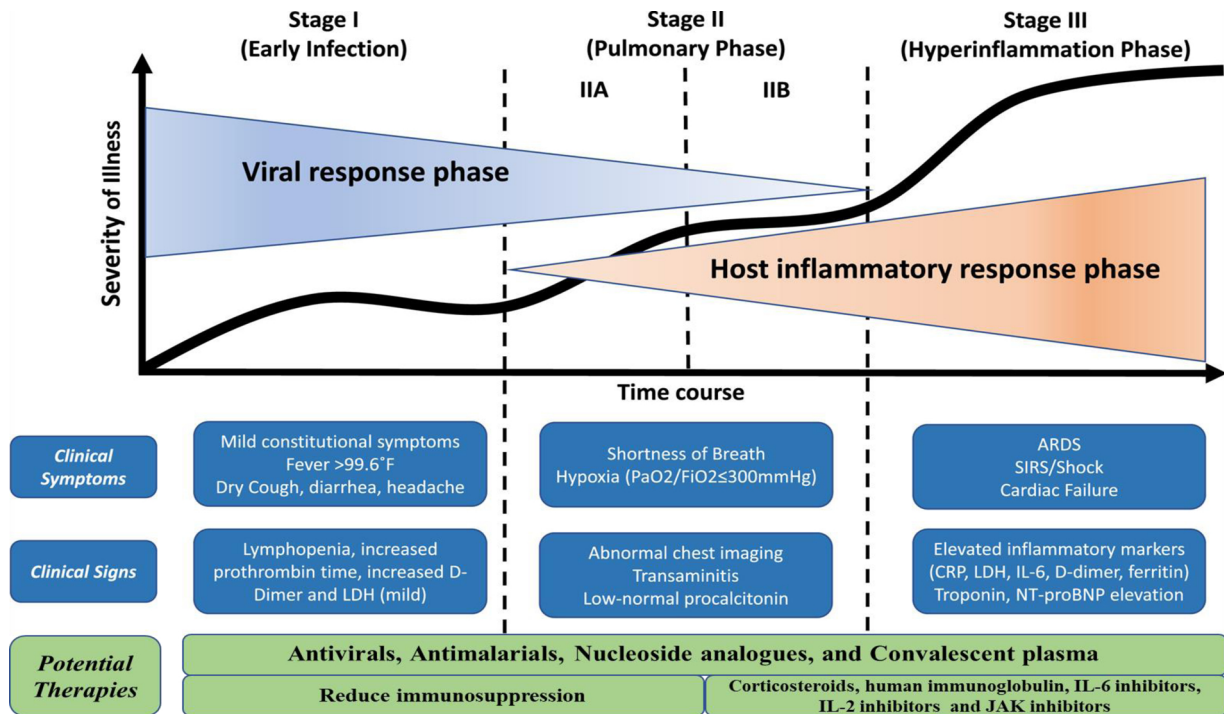 Stage I
(Early Infection)
Stage II
(Pulmonary Phase)
Stage III
(Hyperinflammation Phase)
IIA
IIB
Severity of Illness
Viral response phase
Host inflammatory response phase
Time course
Clinical
Symptoms
Mild constitutional symptoms
Fever >99.6˚F
Dry Cough, diarrhea, headache
Shortness of Breath
Hypoxia (PaO2/FiO2≤300mmHg)
ARDS
SIRS/Shock
Cardiac Failure
Clinical Signs
Lymphopenia, increased
prothrombin time, increased D-
Dimer and LDH (mild)
Abnormal chest imaging
Transaminitis
Low-normal procalcitonin
Elevated inflammatory markers
(CRP, LDH, IL-6, D-dimer, ferritin)
Troponin, NT-proBNP elevation
Potential
Therapies
Antivirals, Antimalarials, Nucleoside analogues, and Convalescent plasma
Reduce immunosuppression
Corticosteroids, human immunoglobulin, IL-6 inhibitors,
IL-2 inhibitors and JAK inhibitors